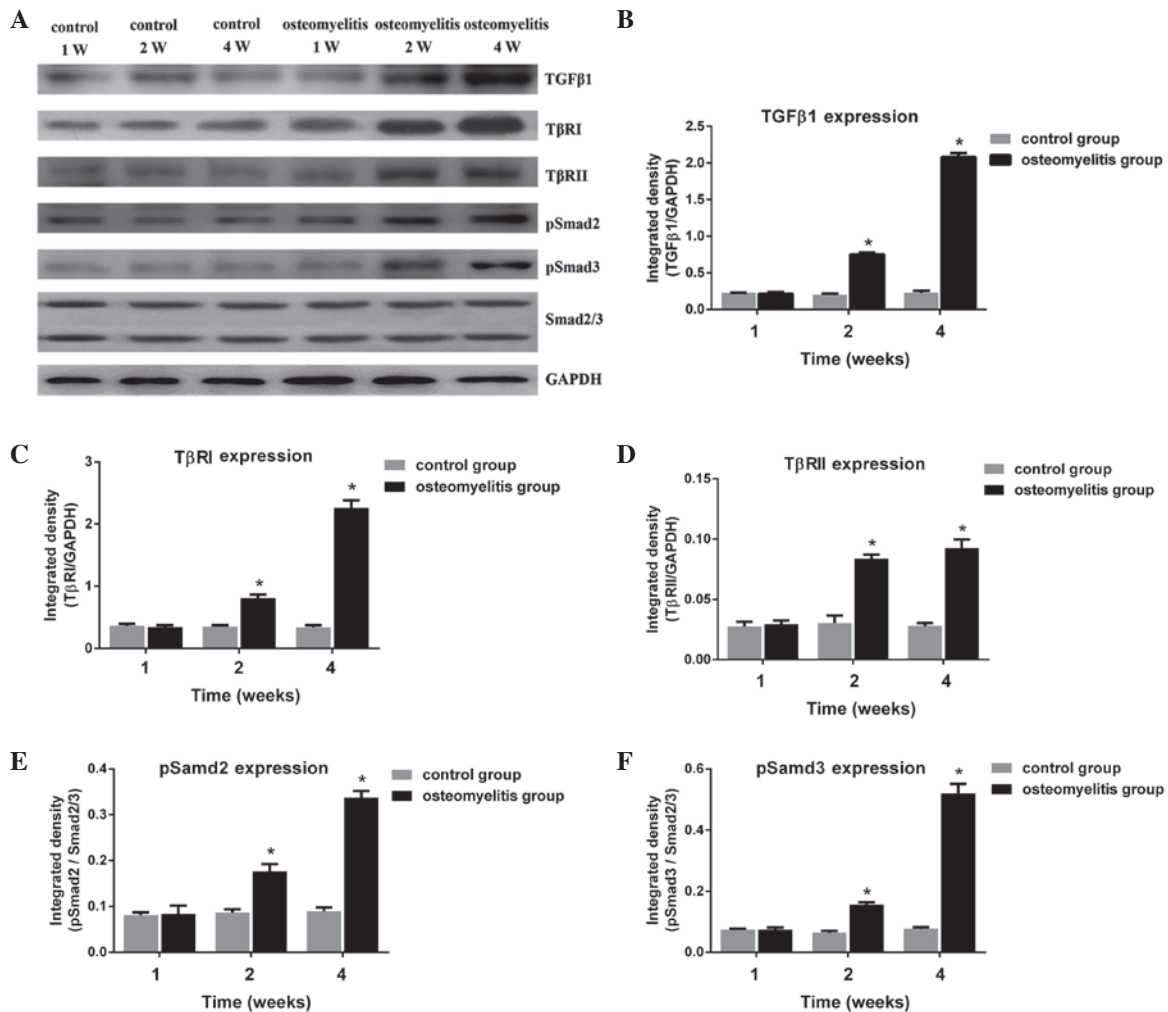 A
control control control osteomyelitis osteomyelitis osteomyelitis
1 W 2 W 4 W 1 W 2 W 4 W
TGFβ1
TβRI
TβRII
pSmad2
pSmad3
Smad2/3
GAPDH
B
TGFβ1 expression
control group
osteomyelitis group
Integrated density
(TGFβ1/GAPDH)
2.5
2.0
1.5
1.0
0.5
0.0
1 2 4
Time (weeks)
* *
C
TβRI expression
control group
osteomyelitis group
Integrated density
(TβRI/GAPDH)
3
2
1
0
1 2 4
Time (weeks)
* *
D
TβRII expression
control group
osteomyelitis group
Integrated density
(TβRII/GAPDH)
0.15
0.10
0.05
0.00
1 2 4
Time (weeks)
* *
E
pSamd2 expression
control group
osteomyelitis group
Integrated density
(pSmad2 / Smad2/3)
0.4
0.3
0.2
0.1
0.0
1 2 4
Time (weeks)
* *
F
pSamd3 expression
control group
osteomyelitis group
Integrated density
(pSmad3 / Smad2/3)
0.6
0.4
0.2
0.0
1 2 4
Time (weeks)
* *